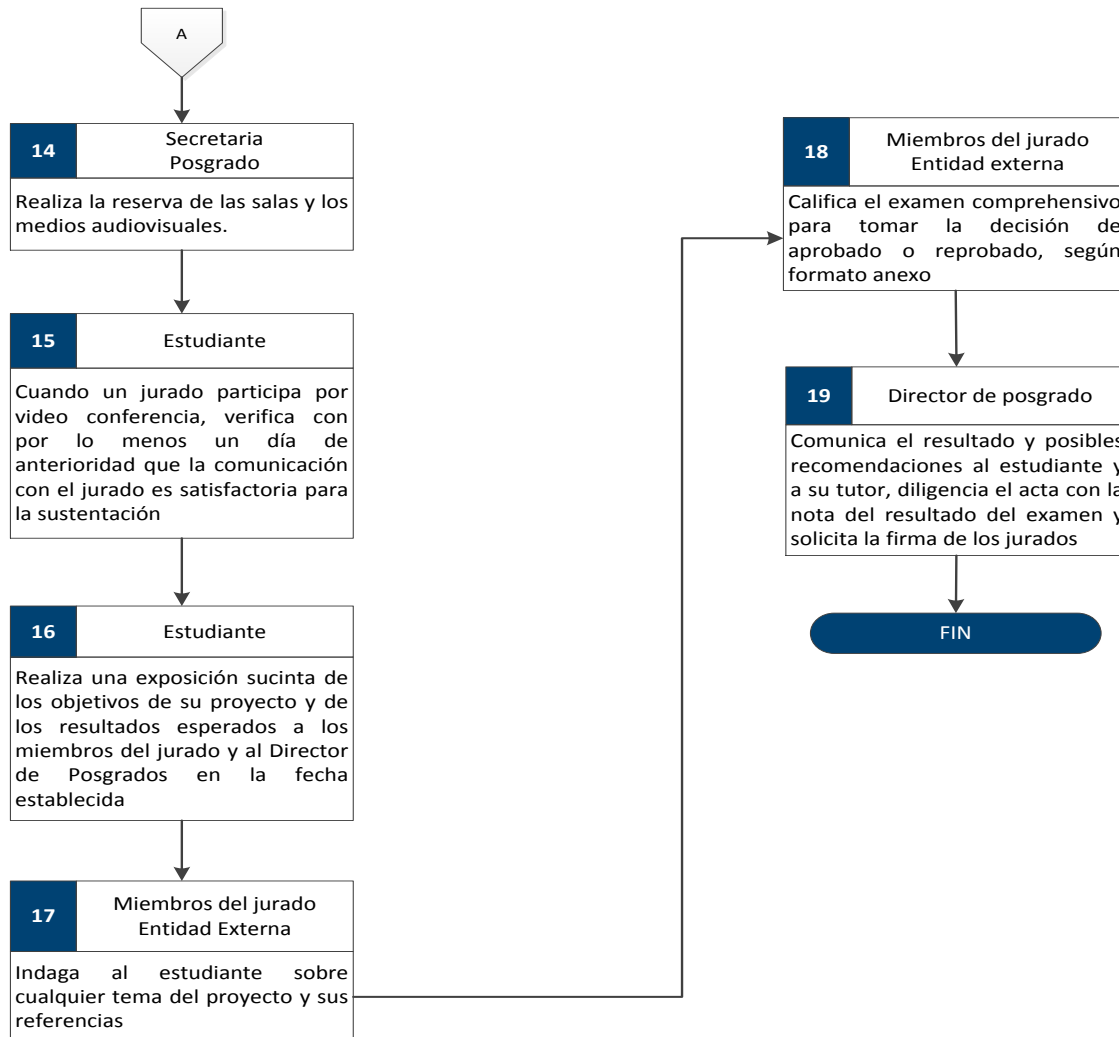 A
14
Secretaria
Posgrado
Realiza la reserva de las salas y los
medios audiovisuales.
15
Estudiante
Cuando un jurado participa por
video conferencia, verifica con
por lo menos un día de
anterioridad que la comunicación
con el jurado es satisfactoria para
la sustentación
16
Estudiante
Realiza una exposición sucinta de
los objetivos de su proyecto y de
los resultados esperados a los
miembros del jurado y al Director
de Posgrados en la fecha
establecida
17
Miembros del jurado
Entidad Externa
Indaga al estudiante sobre
cualquier tema del proyecto y sus
referencias
18
Miembros del jurado
Entidad externa
Califica el examen comprehensivo
para tomar la decisión de
aprobado o reprobado, según
formato anexo
19
Director de posgrado
Comunica el resultado y posibles
recomendaciones al estudiante y
a su tutor, diligencia el acta con la
nota del resultado del examen y
solicita la firma de los jurados
FIN